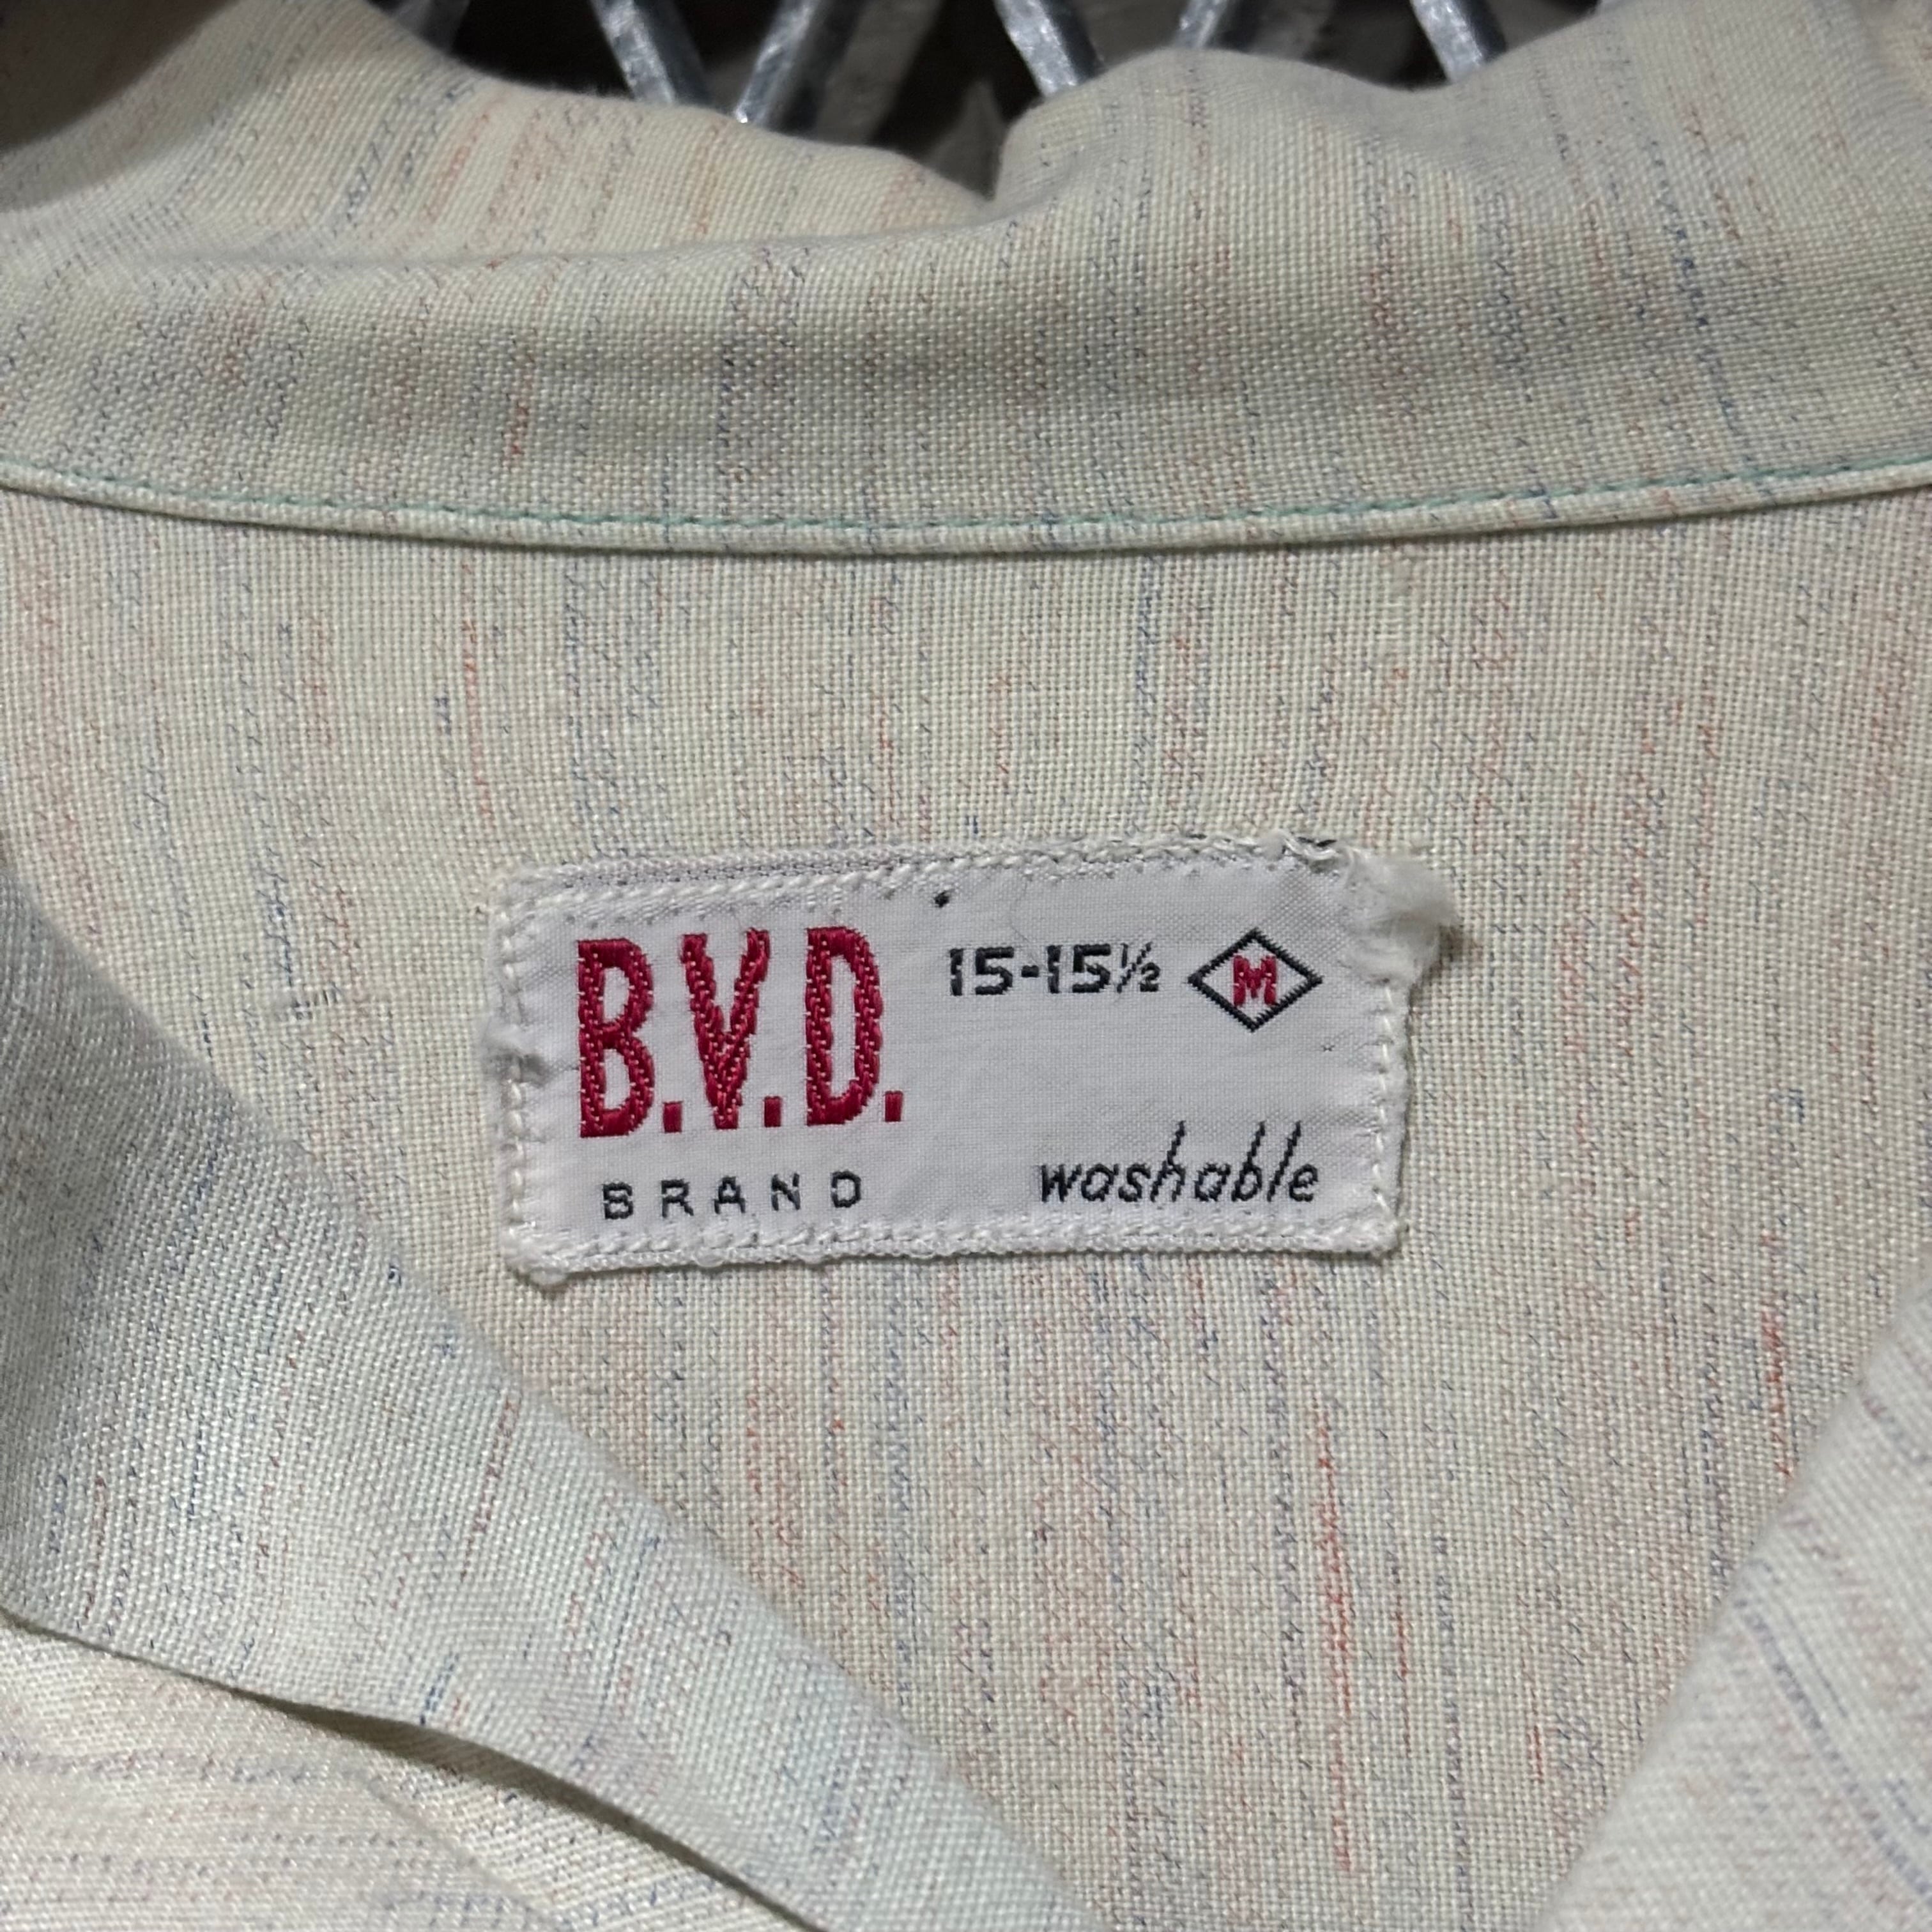 B.V.D. 15-15½ M
BRAND washable